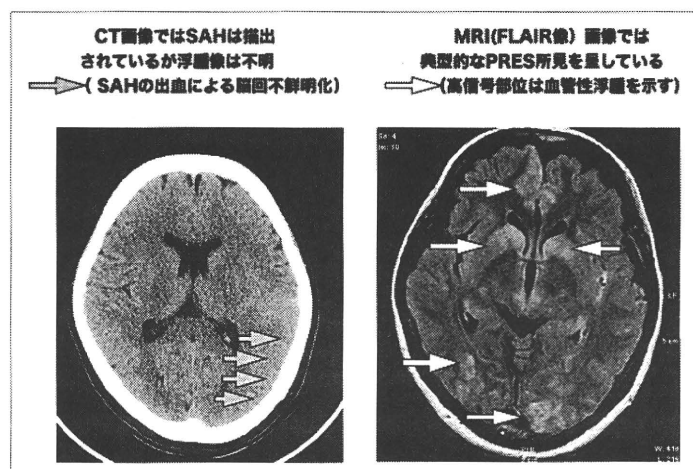 CT画像ではSAHは描出
されているが浮腫像は不明
(SAHの出血による脳回不鮮明化)
MRI(FLAIR像)画像では
典型的なPRES所見を呈している
(高信号部位は血管性浮腫を示す)